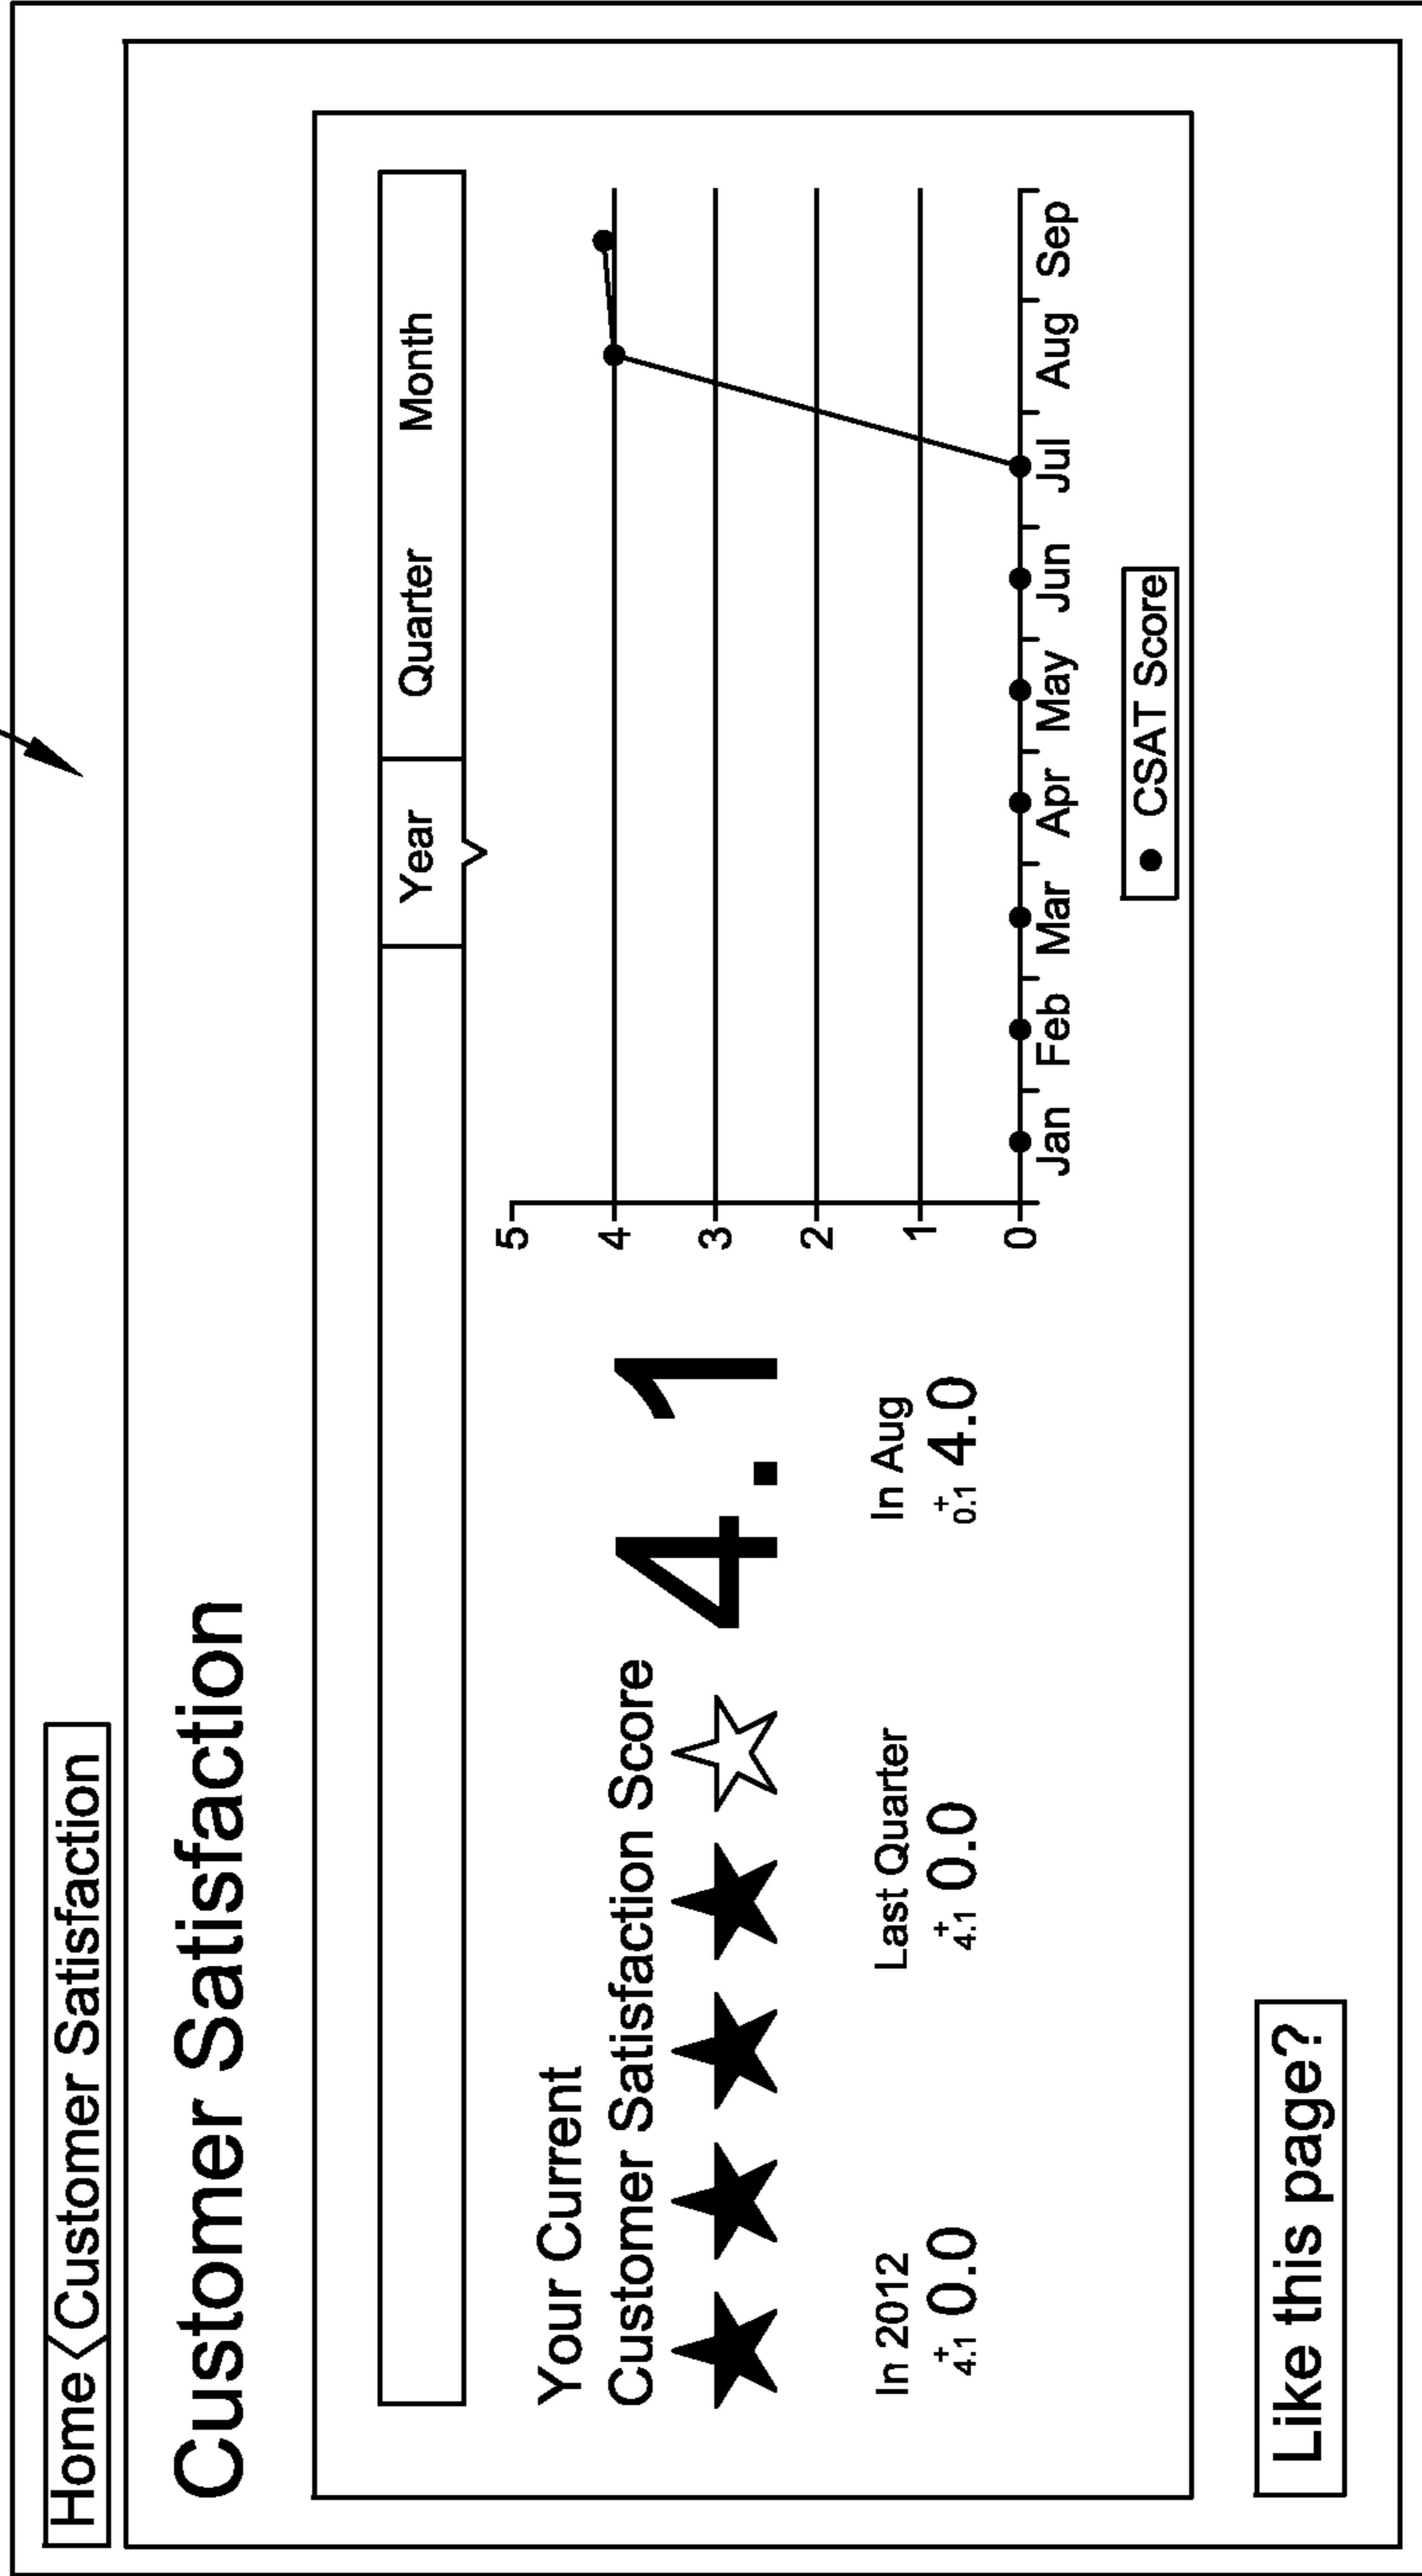 Home Customer Satisfaction
Customer Satisfaction
Year Quarter Month
Your Current
Customer Satisfaction Score
4.1
In 2012
+
4.1 0.0
Last Quarter
+
4.1 0.0
In Aug
+
0.1 4.0
5
4
3
2
1
0
Jan Feb Mar Apr May Jun Jul Aug Sep
CSAT Score
Like this page?